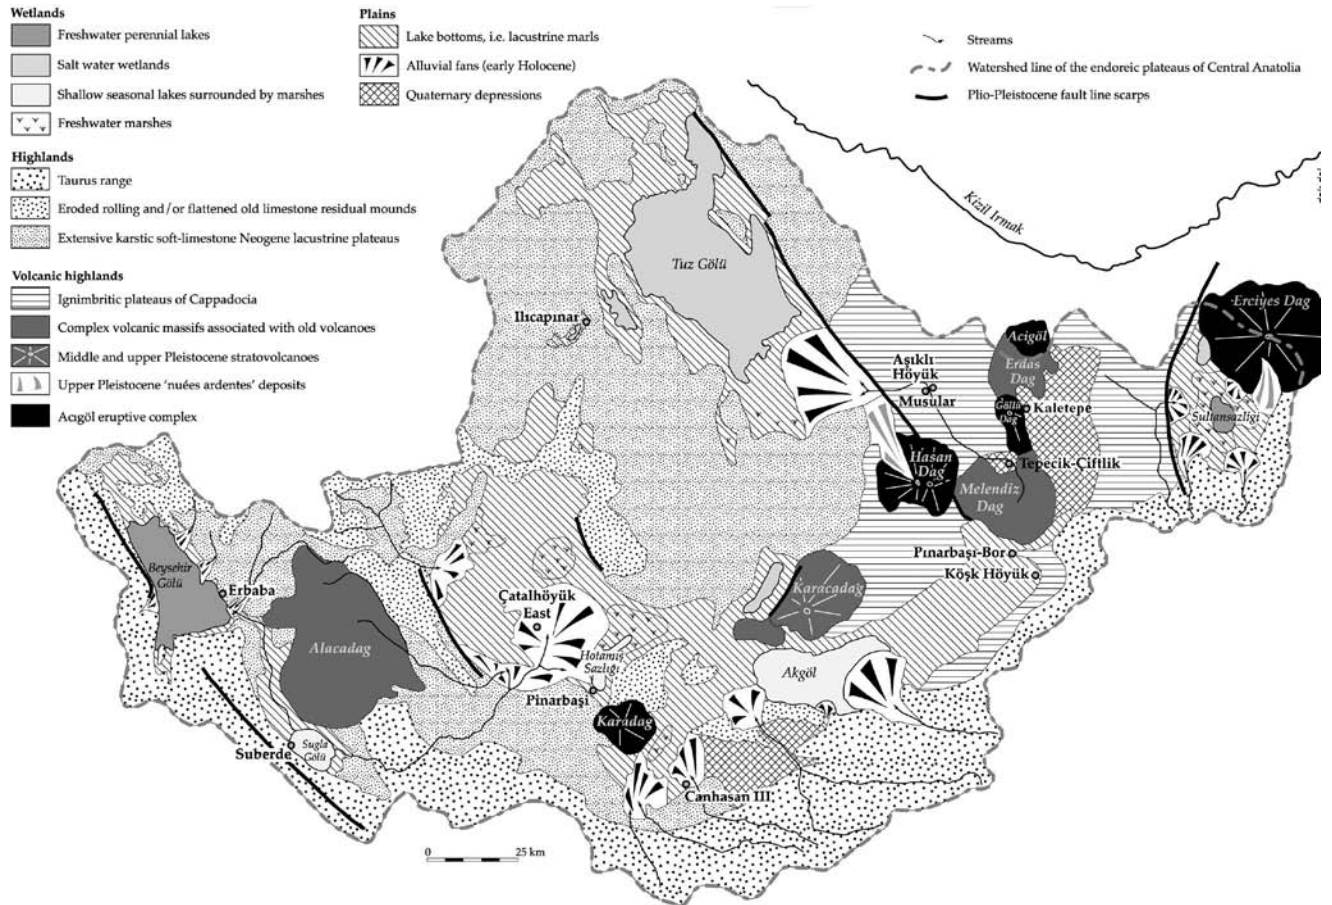 Wetlands
Freshwater perennial lakes
Salt water wetlands
Shallow seasonal lakes surrounded by marshes
Freshwater marshes
Highlands
Taurus range
Eroded rolling and/or flattened old limestone residual mounds
Extensive karstic soft-limestone Neogene lacustrine plateaus
Volcanic highlands
Ignimbritic plateaus of Cappadocia
Complex volcanic massifs associated with old volcanoes
Middle and upper Pleistocene stratovolcanoes
Upper Pleistocene ‘nuées ardentes’ deposits
Acıgöl eruptive complex
Plains
Lake bottoms, i.e. lacustrine marls
Alluvial fans (early Holocene)
Quaternary depressions
Streams
Watershed line of the endoreic plateaus of Central Anatolia
Plio-Pleistocene fault line scarps
Kizil Irmak
Tuz Gölü
Ilıcapınar
Erciyes Dag
Acigöl
Erdas
Dag
Aşıklı
Höyük
Musular
Göllü
Dag
Kaletepe
Sultansazligi
Hasan
Dag
Tepecik-Çiftlik
Melendiz
Dag
Pınarbaşı-Bor
Köşk Höyük
Beysehir
Gölü
Erbaba
Alacadag
Çatalhöyük
East
Karacadağ
Hotamış
Sazlığı
Akgöl
Pinarbaşi
Karadag
Suberde
Sugla
Gölü
Canhasan III
0 25 km